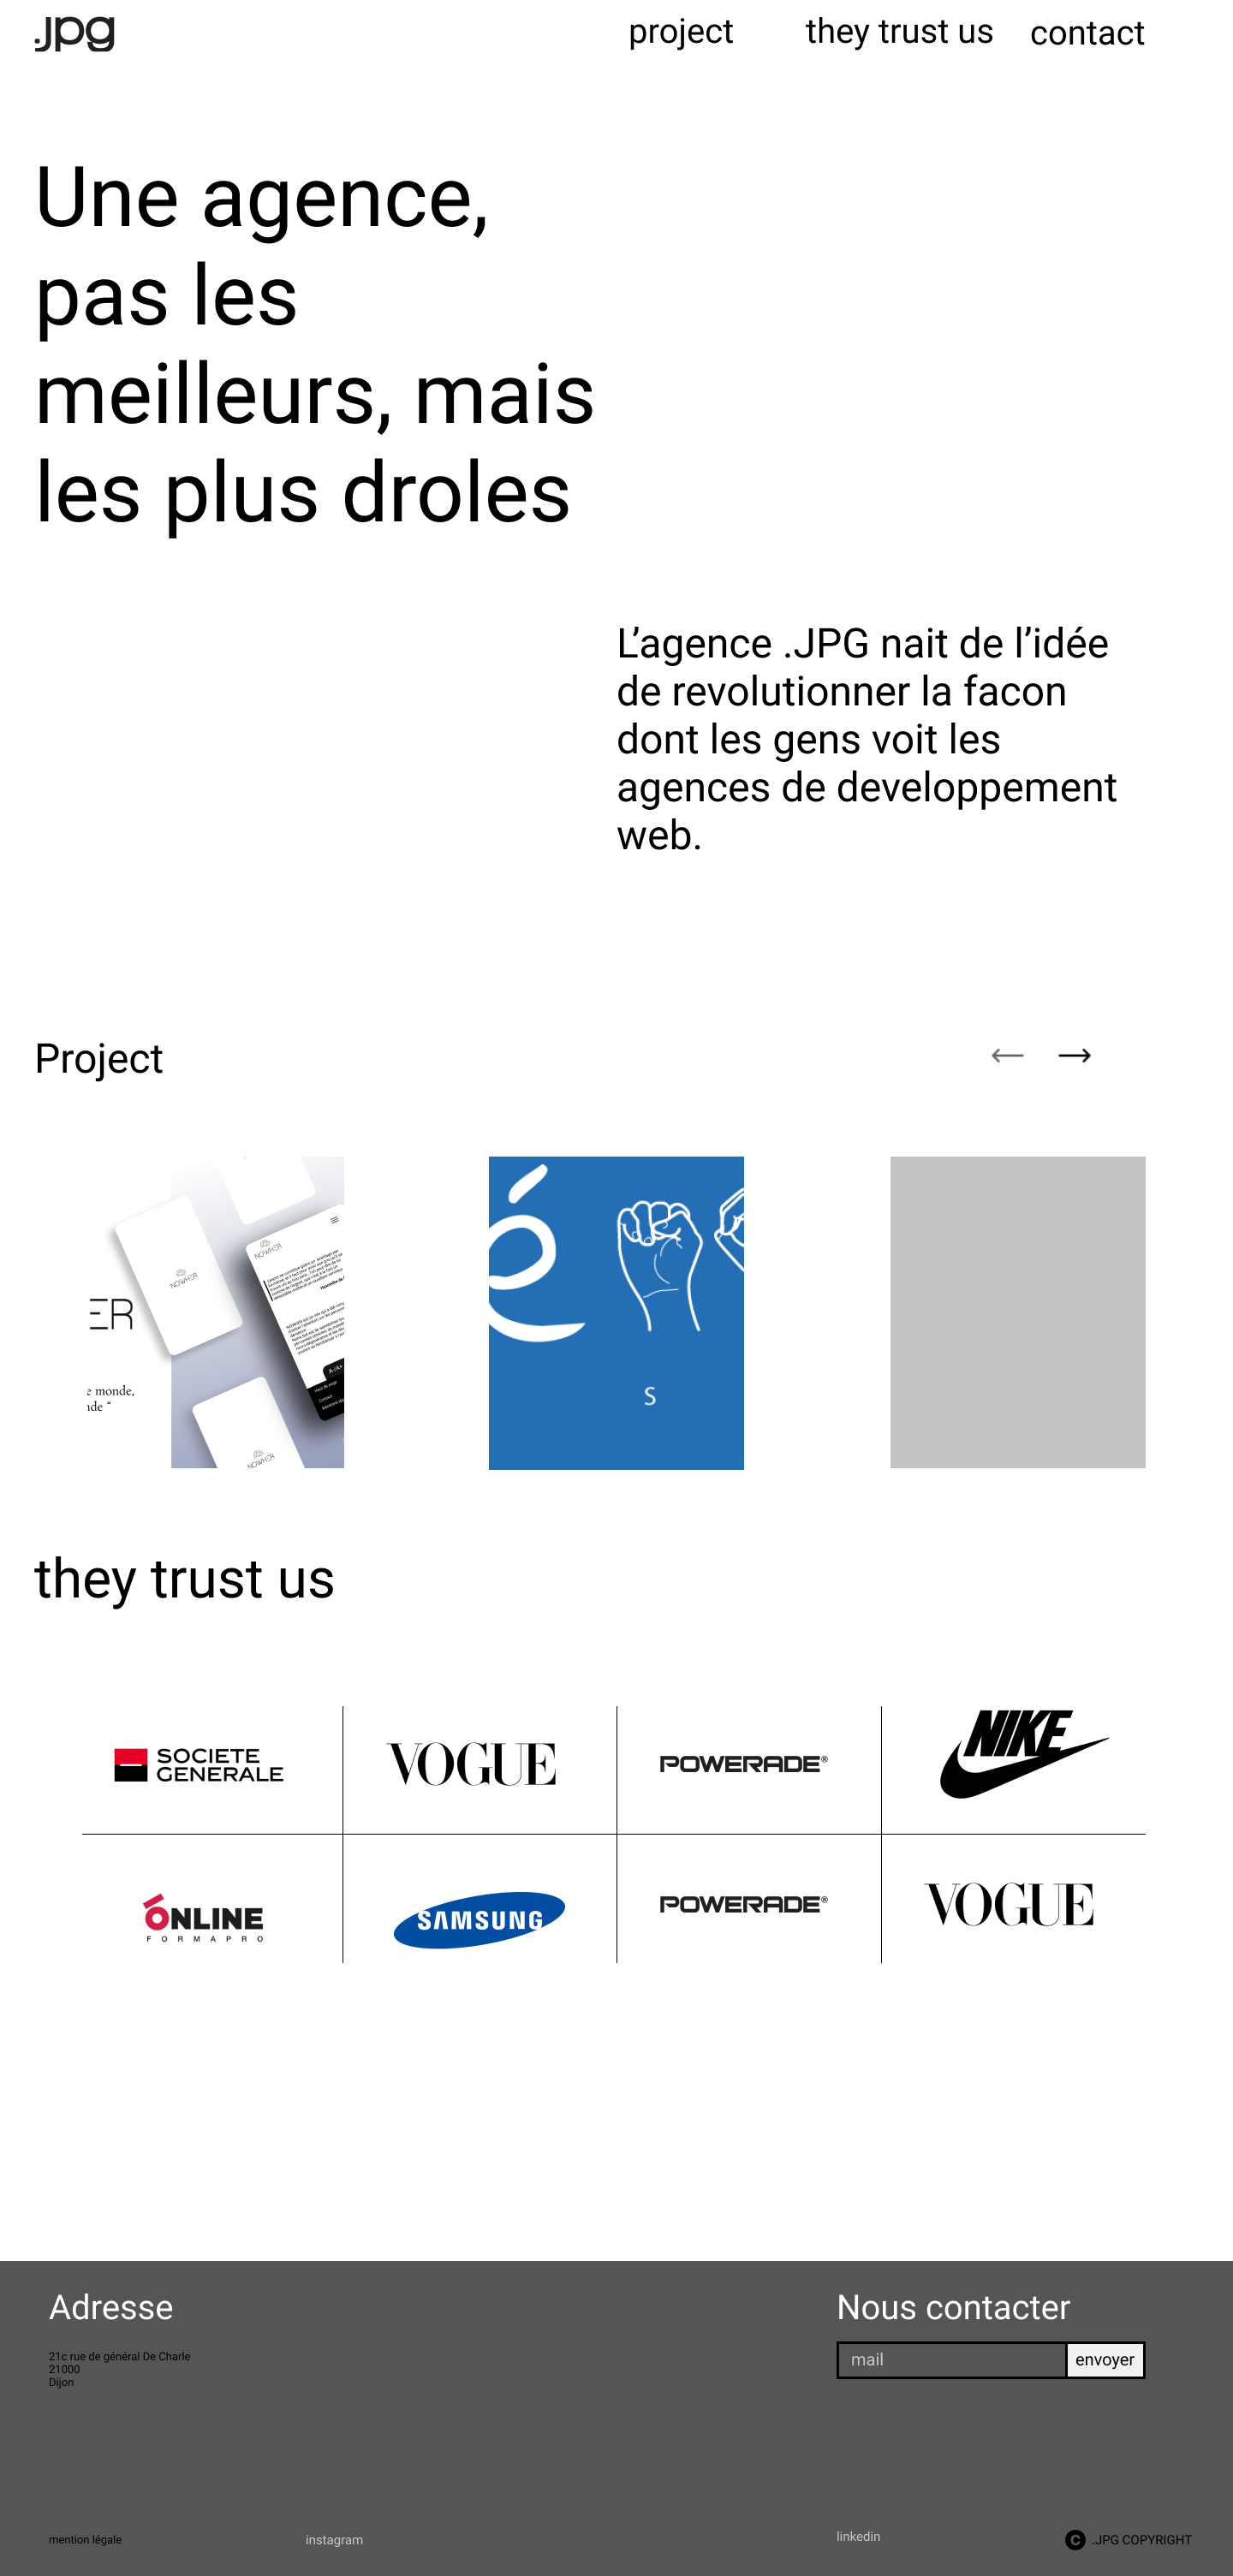 .jpg
project they trust us contact
Une agence,
pas les
meilleurs, mais
les plus droles
L’agence .JPG nait de l’idée
de revolutionner la facon
dont les gens voit les
agences de developpement
web.
Project
NOWHER
NOWHER
ER
e monde,
nde “
NOWHER
é
S
they trust us
SOCIETE
GENERALE
VOGUE
POWERADE®
NIKE
ÓNLINE
FORMAPRO
SAMSUNG
POWERADE®
VOGUE
Adresse
21c rue de général De Charle
21000
Dijon
Nous contacter
mail
envoyer
mention légale
instagram
linkedin
C .JPG COPYRIGHT